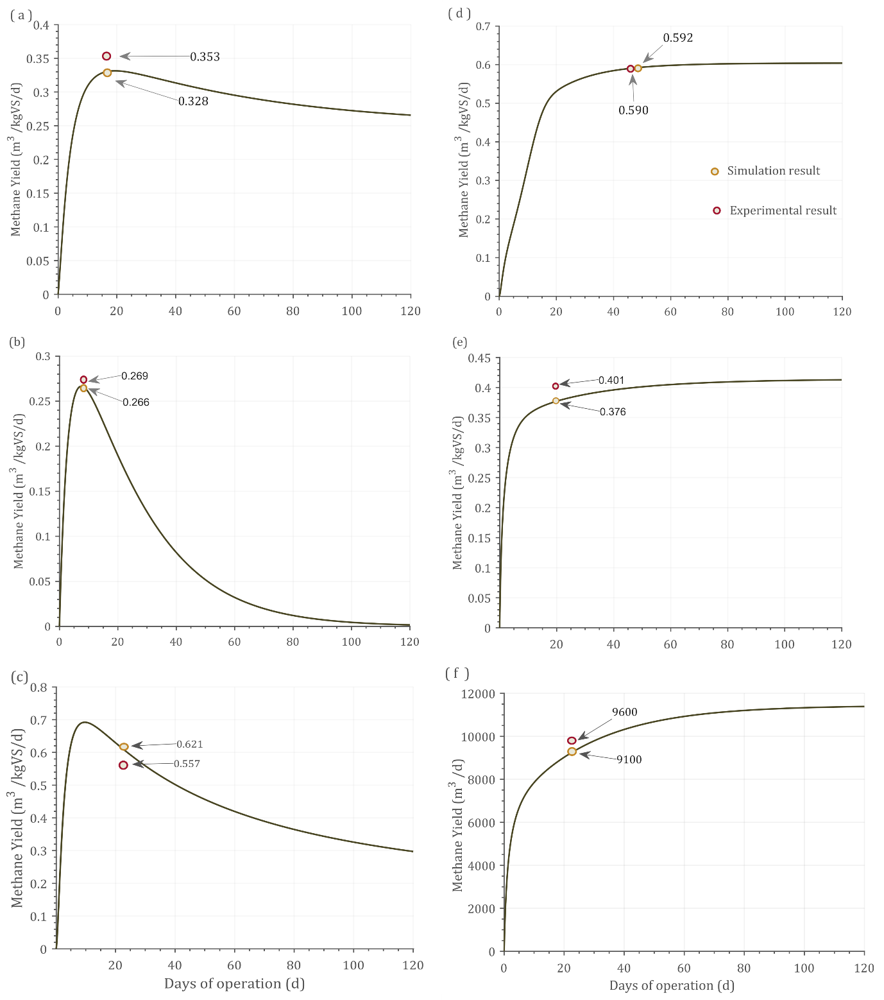 ( a )
0.4
0.35
0.3
0.25
0.2
0.15
0.1
0.05
0
0 20 40 60 80 100 120
Methane Yield (m³ /kgVS/d)
0.353
0.328
( d )
0.7
0.6
0.5
0.4
0.3
0.2
0.1
0
0 20 40 60 80 100 120
Methane Yield (m³ /kgVS/d)
0.592
0.590
Simulation result
Experimental result
(b)
0.3
0.25
0.2
0.15
0.1
0.05
0
0 20 40 60 80 100 120
Methane Yield (m³ /kgVS/d)
0.269
0.266
(e)
0.45
0.4
0.35
0.3
0.25
0.2
0.15
0.1
0.05
0
20 40 60 80 100 120
Methane Yield (m³ /kgVS/d)
0.401
0.376
(c)
0.8
0.7
0.6
0.5
0.4
0.3
0.2
0.1
0
20 40 60 80 100 120
Methane Yield (m³ /kgVS/d)
0.621
0.557
Days of operation (d)
( f )
12000
10000
8000
6000
4000
2000
0
0 20 40 60 80 100 120
Methane Yield (m³ /d)
9600
9100
Days of operation (d)